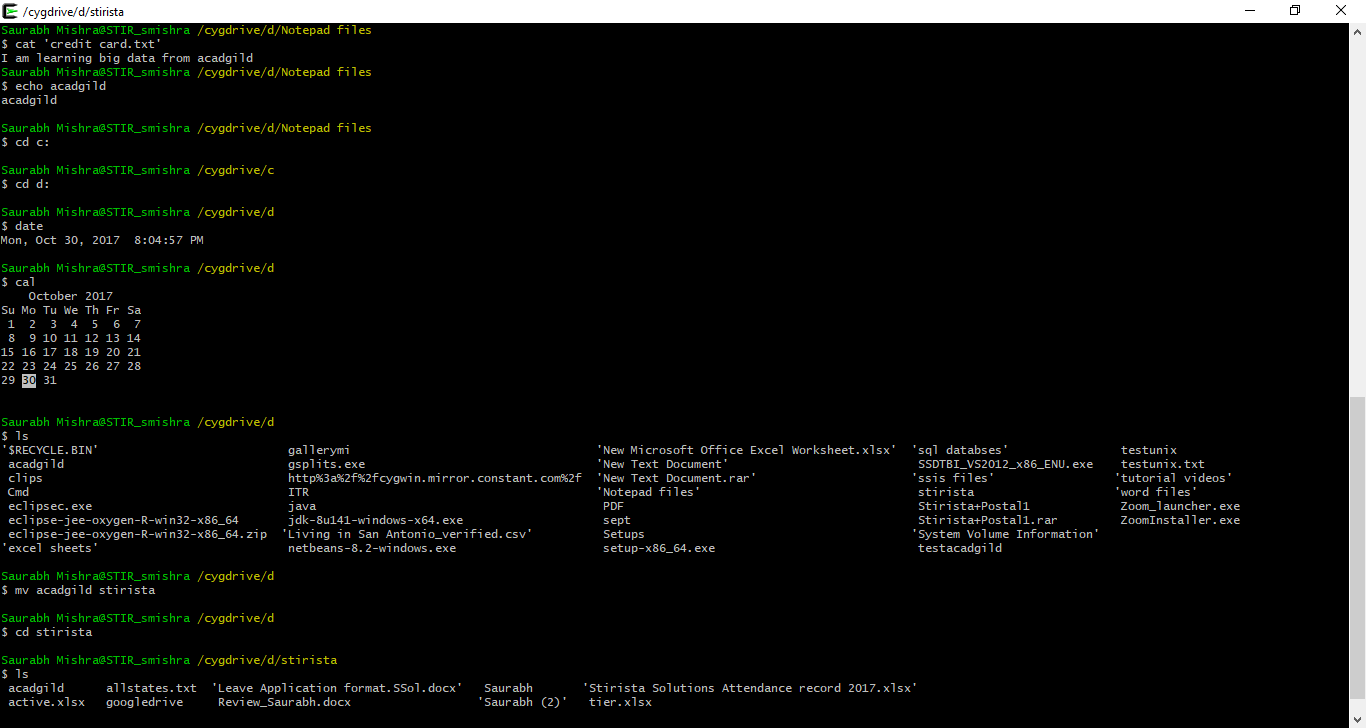 /cygdrive/d/stirista
Saurabh Mishra@STIR_smishra /cygdrive/d/Notepad files
$ cat 'credit card.txt'
I am learning big data from acadgild
Saurabh Mishra@STIR_smishra /cygdrive/d/Notepad files
$ echo acadgild
acadgild
Saurabh Mishra@STIR_smishra /cygdrive/d/Notepad files
$ cd c:
Saurabh Mishra@STIR_smishra /cygdrive/c
$ cd d:
Saurabh Mishra@STIR_smishra /cygdrive/d
$ date
Mon, Oct 30, 2017  8:04:57 PM
Saurabh Mishra@STIR_smishra /cygdrive/d
$ cal
    October 2017
Su Mo Tu We Th Fr Sa
 1  2  3  4  5  6  7
 8  9 10 11 12 13 14
15 16 17 18 19 20 21
22 23 24 25 26 27 28
29 30 31
Saurabh Mishra@STIR_smishra /cygdrive/d
$ ls
'$RECYCLE.BIN'                           gallerymi                                   'New Microsoft Office Excel Worksheet.xlsx'  'sql databses'                testunix
 acadgild                                gsplits.exe                                 'New Text Document'                           SSDTBI_VS2012_x86_ENU.exe    testunix.txt
 clips                                   http%3a%2f%2fcygwin.mirror.constant.com%2f  'New Text Document.rar'                      'ssis files'                 'tutorial videos'
 Cmd                                     ITR                                         'Notepad files'                               stirista                    'word files'
 eclipsec.exe                            java                                         PDF                                          Stirista+Postal1             Zoom_launcher.exe
 eclipse-jee-oxygen-R-win32-x86_64       jdk-8u141-windows-x64.exe                    sept                                         Stirista+Postal1.rar         ZoomInstaller.exe
 eclipse-jee-oxygen-R-win32-x86_64.zip  'Living in San Antonio_verified.csv'          Setups                                      'System Volume Information'
'excel sheets'                           netbeans-8.2-windows.exe                     setup-x86_64.exe                             testacadgild
Saurabh Mishra@STIR_smishra /cygdrive/d
$ mv acadgild stirista
Saurabh Mishra@STIR_smishra /cygdrive/d
$ cd stirista
Saurabh Mishra@STIR_smishra /cygdrive/d/stirista
$ ls
 acadgild      allstates.txt  'Leave Application format.SSol.docx'   Saurabh       'Stirista Solutions Attendance record 2017.xlsx'
 active.xlsx   googledrive     Review_Saurabh.docx                  'Saurabh (2)'   tier.xlsx